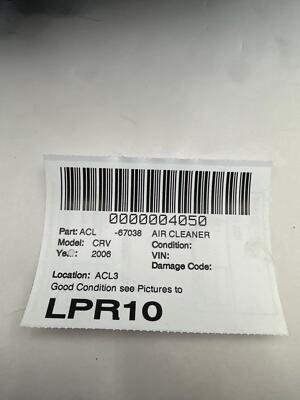 0000004050
Part: ACL -67038 AIR CLEANER
Model: CRV Condition:
Year: 2006 VIN:
Damage Code:
Location: ACL3
Good Condition see Pictures to
LPR10